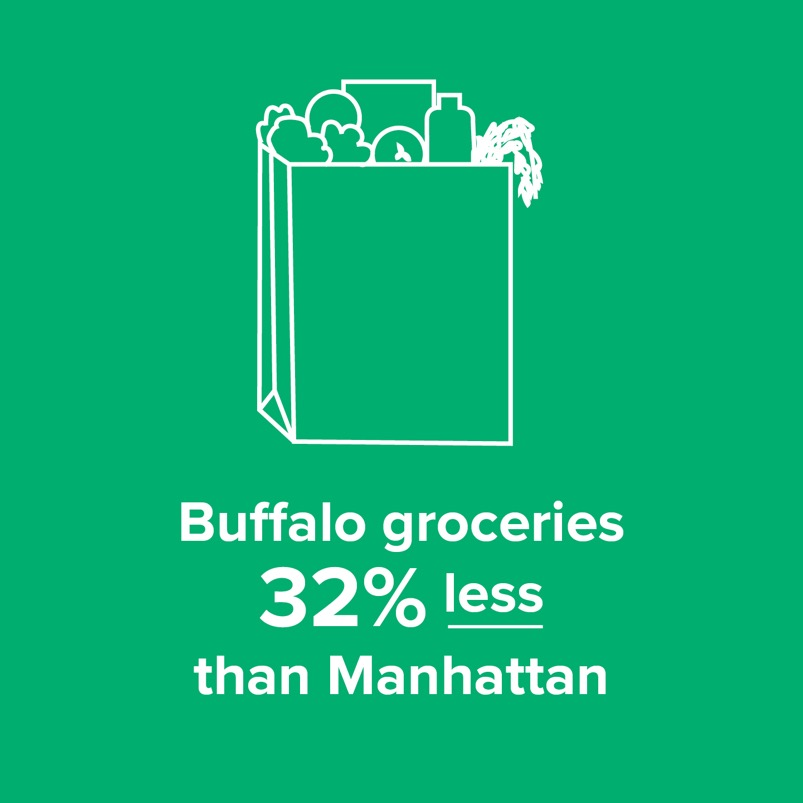 Buffalo groceries
32% less
than Manhattan